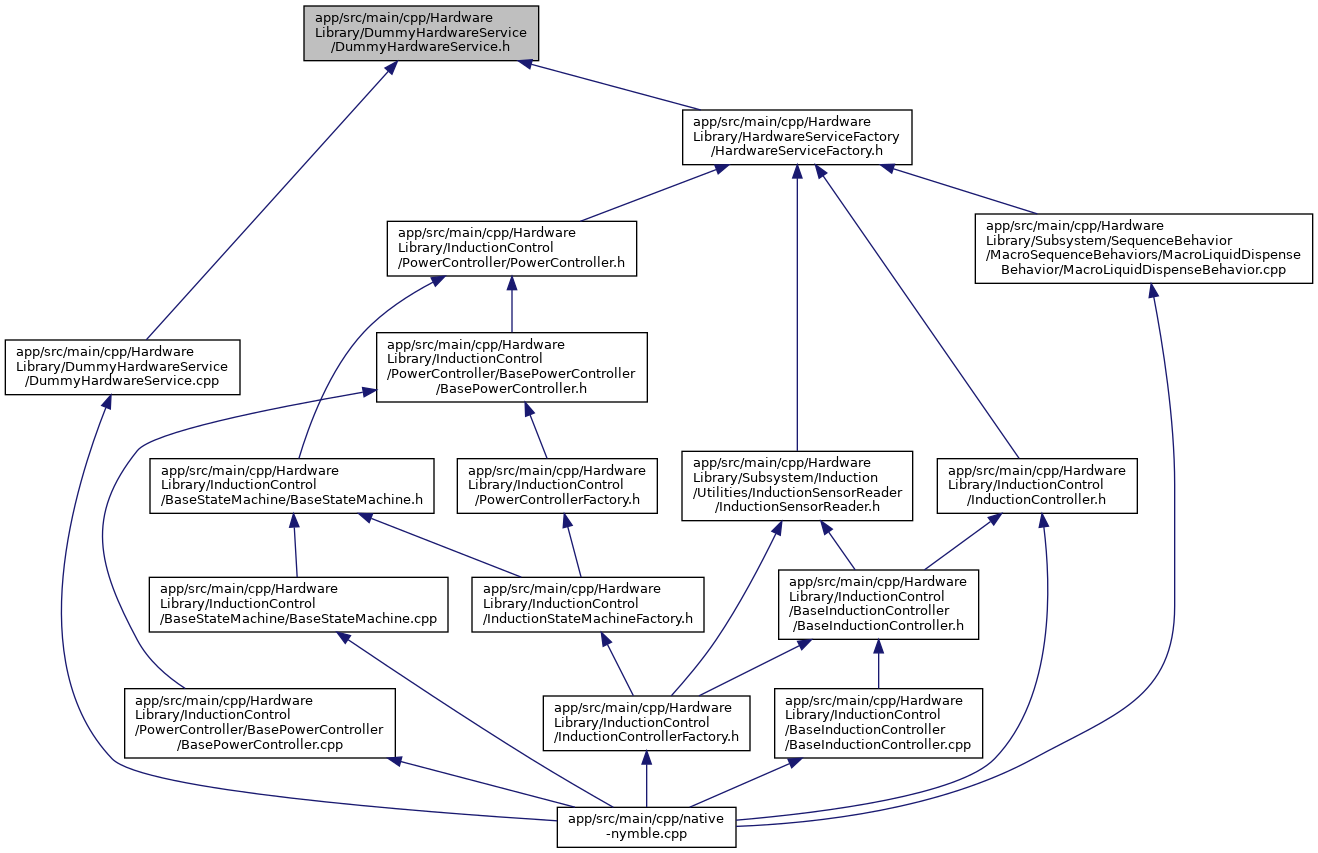 app/src/main/cpp/Hardware
Library/DummyHardwareService
/DummyHardwareService.h
app/src/main/cpp/Hardware
Library/HardwareServiceFactory
/HardwareServiceFactory.h
app/src/main/cpp/Hardware
Library/InductionControl
/PowerController/PowerController.h
app/src/main/cpp/Hardware
Library/Subsystem/SequenceBehavior
/MacroSequenceBehaviors/MacroLiquidDispense
Behavior/MacroLiquidDispenseBehavior.cpp
app/src/main/cpp/Hardware
Library/DummyHardwareService
/DummyHardwareService.cpp
app/src/main/cpp/Hardware
Library/InductionControl
/PowerController/BasePowerController
/BasePowerController.h
app/src/main/cpp/Hardware
Library/InductionControl
/BaseStateMachine/BaseStateMachine.h
app/src/main/cpp/Hardware
Library/InductionControl
/PowerControllerFactory.h
app/src/main/cpp/Hardware
Library/Subsystem/Induction
/Utilities/InductionSensorReader
/InductionSensorReader.h
app/src/main/cpp/Hardware
Library/InductionControl
/InductionController.h
app/src/main/cpp/Hardware
Library/InductionControl
/BaseStateMachine/BaseStateMachine.cpp
app/src/main/cpp/Hardware
Library/InductionControl
/InductionStateMachineFactory.h
app/src/main/cpp/Hardware
Library/InductionControl
/BaseInductionController
/BaseInductionController.h
app/src/main/cpp/Hardware
Library/InductionControl
/PowerController/BasePowerController
/BasePowerController.cpp
app/src/main/cpp/Hardware
Library/InductionControl
/InductionControllerFactory.h
app/src/main/cpp/Hardware
Library/InductionControl
/BaseInductionController
/BaseInductionController.cpp
app/src/main/cpp/native
-nymble.cpp